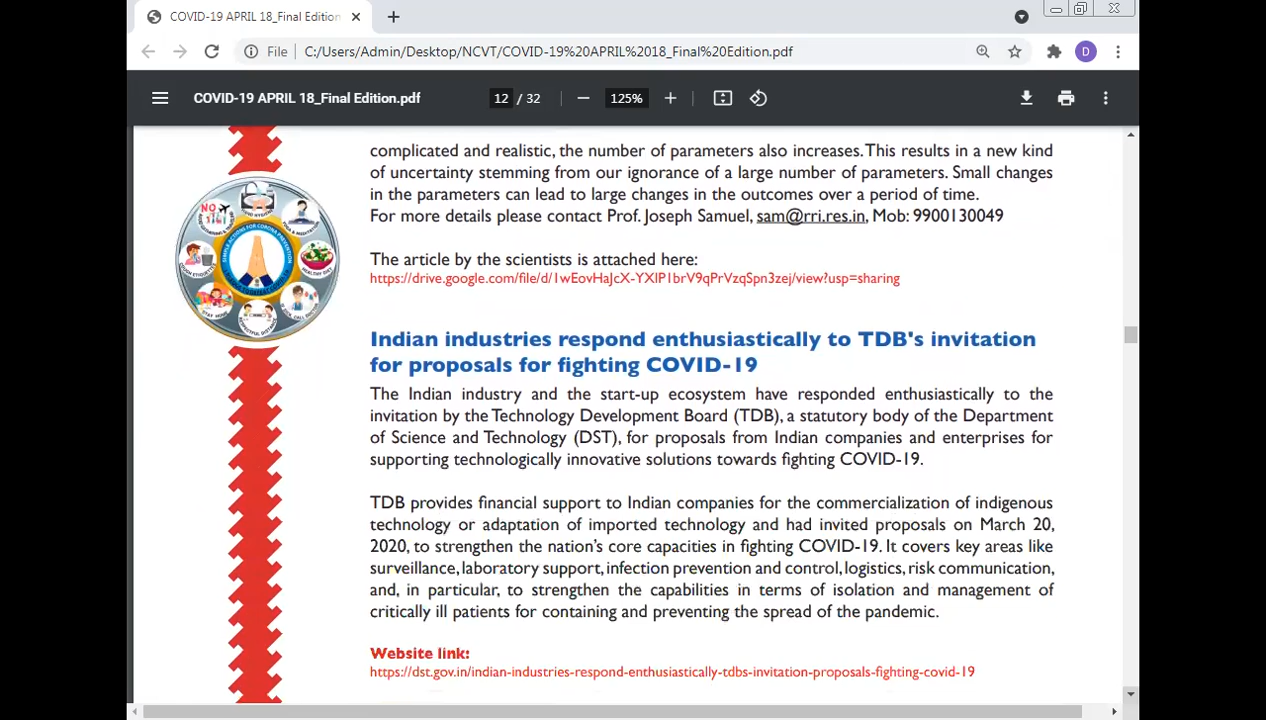 COVID-19 APRIL 18_Final Edition
File C:/Users/Admin/Desktop/NCVT/COVID-19%20APRIL%2018_Final%20Edition.pdf
D
COVID-19 APRIL 18_Final Edition.pdf
12 / 32
125%
complicated and realistic, the number of parameters also increases. This results in a new kind
of uncertainty stemming from our ignorance of a large number of parameters. Small changes
in the parameters can lead to large changes in the outcomes over a period of time.
For more details please contact Prof. Joseph Samuel, sam@rri.res.in, Mob: 9900130049
The article by the scientists is attached here:
https://drive.google.com/file/d/1wEovHaJcX-YXlP1brV9qPrVzqSpn3zej/view?usp=sharing
NO
HEALTHY DIET
STAY HOME
RESPECTFUL DISTANCE
Indian industries respond enthusiastically to TDB's invitation
for proposals for fighting COVID-19
The Indian industry and the start-up ecosystem have responded enthusiastically to the
invitation by the Technology Development Board (TDB), a statutory body of the Department
of Science and Technology (DST), for proposals from Indian companies and enterprises for
supporting technologically innovative solutions towards fighting COVID-19.
TDB provides financial support to Indian companies for the commercialization of indigenous
technology or adaptation of imported technology and had invited proposals on March 20,
2020, to strengthen the nation's core capacities in fighting COVID-19. It covers key areas like
surveillance, laboratory support, infection prevention and control, logistics, risk communication,
and, in particular, to strengthen the capabilities in terms of isolation and management of
critically ill patients for containing and preventing the spread of the pandemic.
Website link:
https://dst.gov.in/indian-industries-respond-enthusiastically-tdbs-invitation-proposals-fighting-covid-19